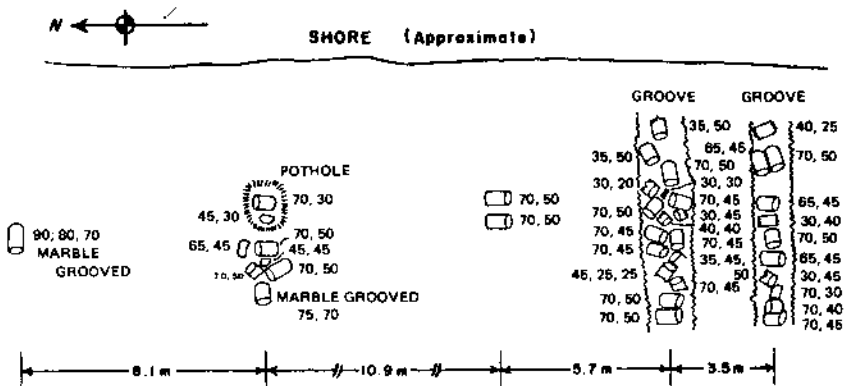 N
SHORE (Approximate)
GROOVE
GROOVE
35, 50
40, 25
65, 45
35, 50
70, 50
70, 50
POTHOLE
30, 20
30, 30
70, 30
70, 50
70, 45
65, 45
45, 30
70, 50
30, 45
30, 40
70, 50
40, 40
90; 80, 70
65, 45
45, 45
70, 45
70, 45
70, 50
MARBLE
GROOVED
70, 45
35, 45,
65, 45
70, 50
70, 50
45, 25, 25
50
30, 45
70, 45
70, 30
MARBLE GROOVED
75, 70
70, 50
70, 40
70, 50
70, 45
10.9 m
5.7 m
3.5 m